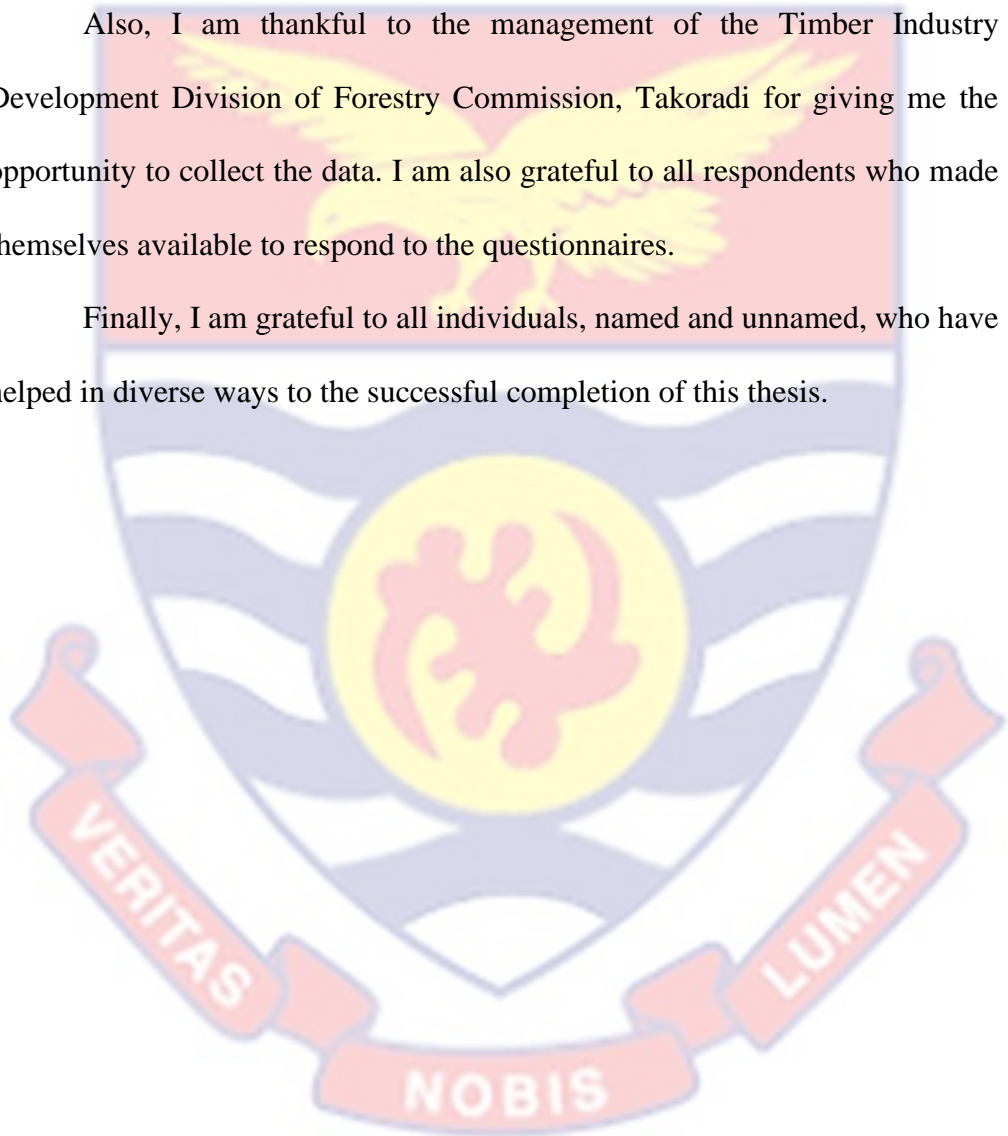 Also, I am thankful to the management of the Timber Industry
Development Division of Forestry Commission, Takoradi for giving me the
opportunity to collect the data. I am also grateful to all respondents who made
themselves available to respond to the questionnaires.
Finally, I am grateful to all individuals, named and unnamed, who have
helped in diverse ways to the successful completion of this thesis.
VERITAS
NOBIS
LUMEN